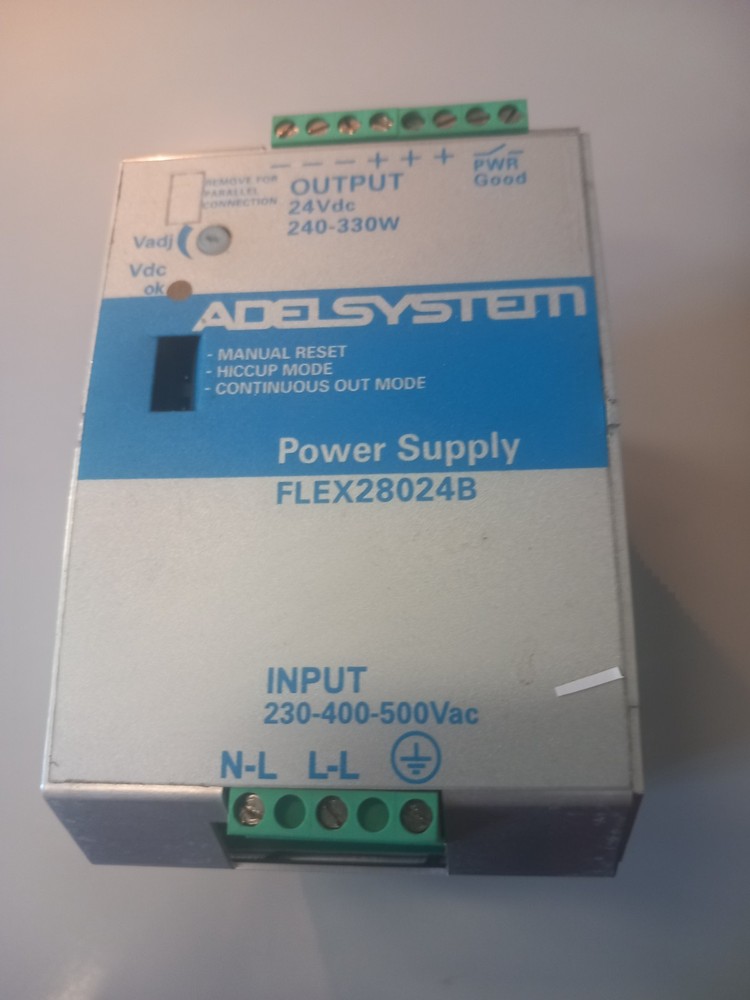 - - - + + +
PWR
Good
REMOVE FOR
PARALLEL
CONNECTION
OUTPUT
24Vdc
240-330W
Vadj
Vdc
ok
ADELSYSTEM
- MANUAL RESET
- HICCUP MODE
- CONTINUOUS OUT MODE
Power Supply
FLEX28024B
INPUT
230-400-500Vac
N-L L-L